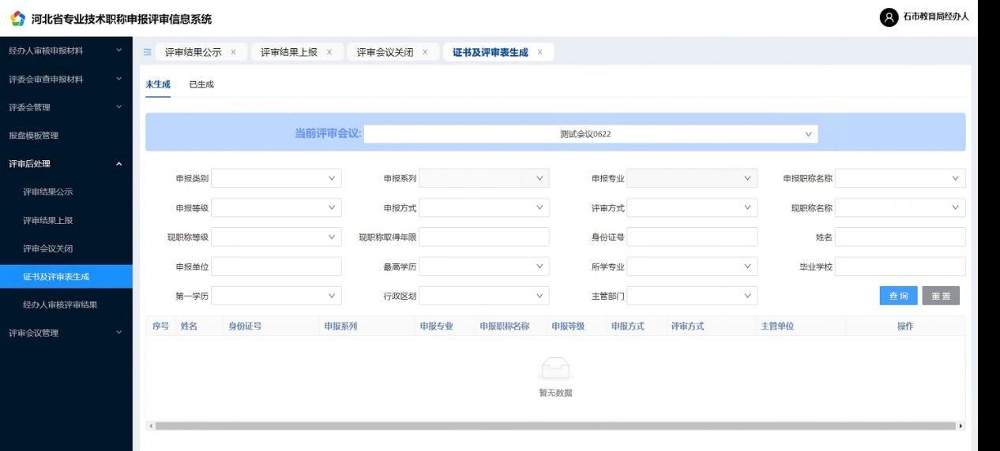 河北省专业技术职称申报评审信息系统
石市教育局经办人
经办人审核申报材料
评委会审查申报材料
评委会管理
报盘模板管理
评审后处理
评审结果公示
评审结果上报
评审会议关闭
证书及评审表生成
经办人审核评审结果
评审会议管理
评审结果公示 × 评审结果上报 × 评审会议关闭 × 证书及评审表生成 ×
未生成 已生成
当前评审会议: 测试会议0622
申报类别 申报系列 申报专业 申报职称名称
申报等级 申报方式 评审方式 现职称名称
现职称等级 现职称取得年限 身份证号 姓名
申报单位 最高学历 所学专业 毕业学校
第一学历 行政区划 主管部门 查询 重置
序号 姓名 身份证号 申报系列 申报专业 申报职称名称 申报等级 申报方式 评审方式 主管单位 操作
暂无数据